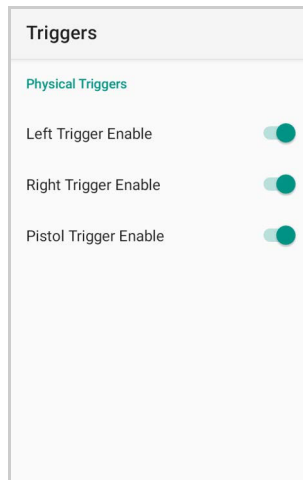 Triggers
Physical Triggers
Left Trigger Enable
Right Trigger Enable
Pistol Trigger Enable